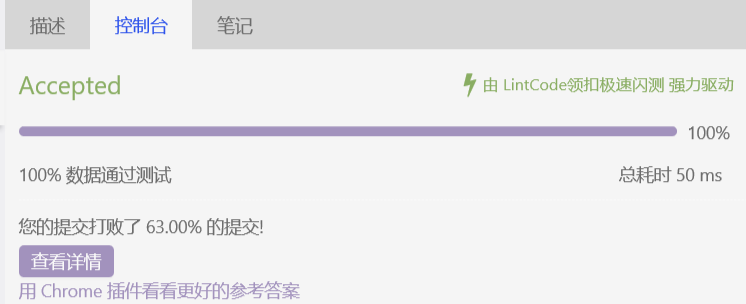 描述 控制台 笔记
Accepted 由 LintCode领扣极速闪测 强力驱动
100%
100% 数据通过测试 总耗时 50 ms
您的提交打败了 63.00% 的提交!
查看详情
用 Chrome 插件看看更好的参考答案